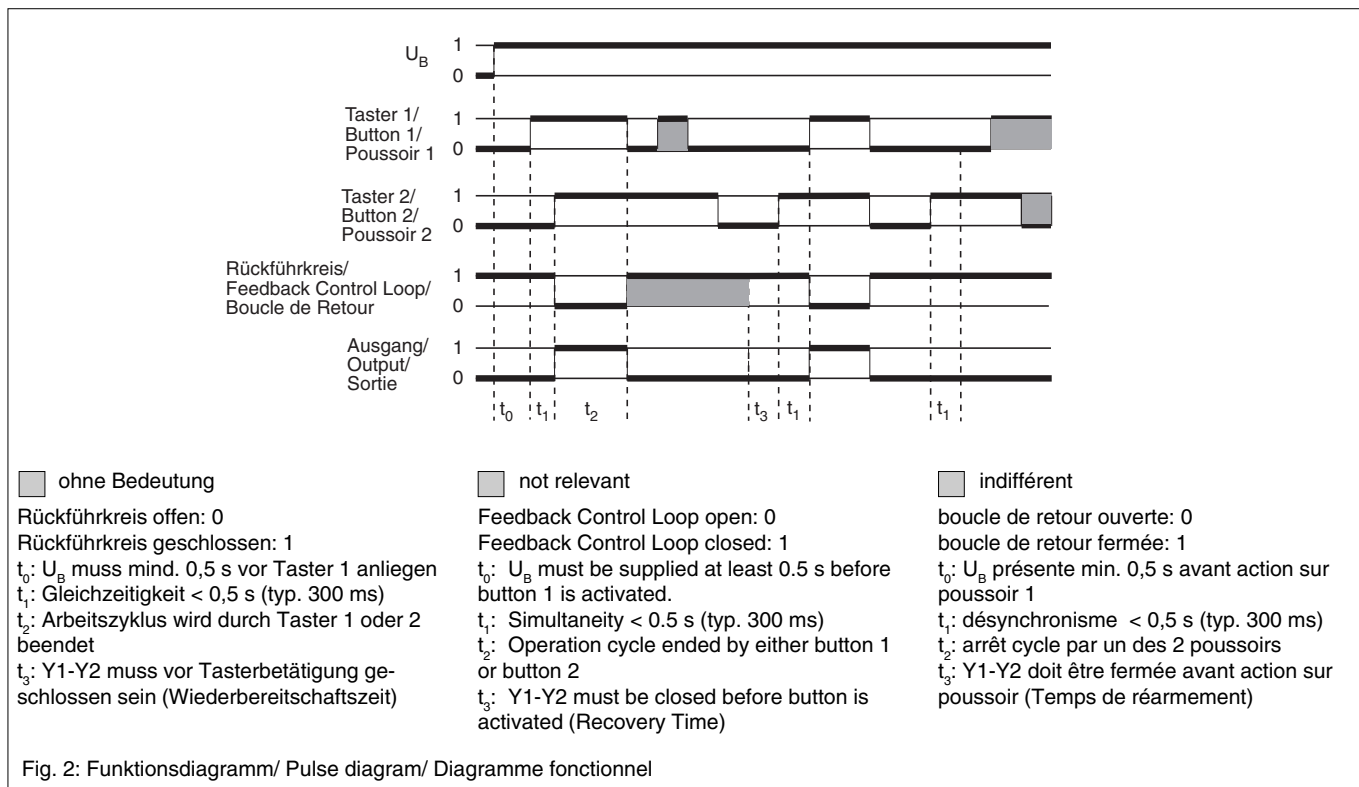 U_B 1
0
Taster 1/ 1
Button 1/
Poussoir 1 0
Taster 2/ 1
Button 2/
Poussoir 2 0
Rückführkreis/ 1
Feedback Control Loop/
Boucle de Retour 0
Ausgang/ 1
Output/
Sortie 0
t₀ t₁ t₂ t₃ t₁ t₁
ohne Bedeutung
Rückführkreis offen: 0
Rückführkreis geschlossen: 1
t₀: U_B muss mind. 0,5 s vor Taster 1 anliegen
t₁: Gleichzeitigkeit < 0,5 s (typ. 300 ms)
t₂: Arbeitszyklus wird durch Taster 1 oder 2
beendet
t₃: Y1-Y2 muss vor Tasterbetätigung ge-
schlossen sein (Wiederbereitschaftszeit)
not relevant
Feedback Control Loop open: 0
Feedback Control Loop closed: 1
t₀: U_B must be supplied at least 0.5 s before
button 1 is activated.
t₁: Simultaneity < 0.5 s (typ. 300 ms)
t₂: Operation cycle ended by either button 1
or button 2
t₃: Y1-Y2 must be closed before button is
activated (Recovery Time)
indifférent
boucle de retour ouverte: 0
boucle de retour fermée: 1
t₀: U_B présente min. 0,5 s avant action sur
poussoir 1
t₁: désynchronisme < 0,5 s (typ. 300 ms)
t₂: arrêt cycle par un des 2 poussoirs
t₃: Y1-Y2 doit être fermée avant action sur
poussoir (Temps de réarmement)
Fig. 2: Funktionsdiagramm/ Pulse diagram/ Diagramme fonctionnel